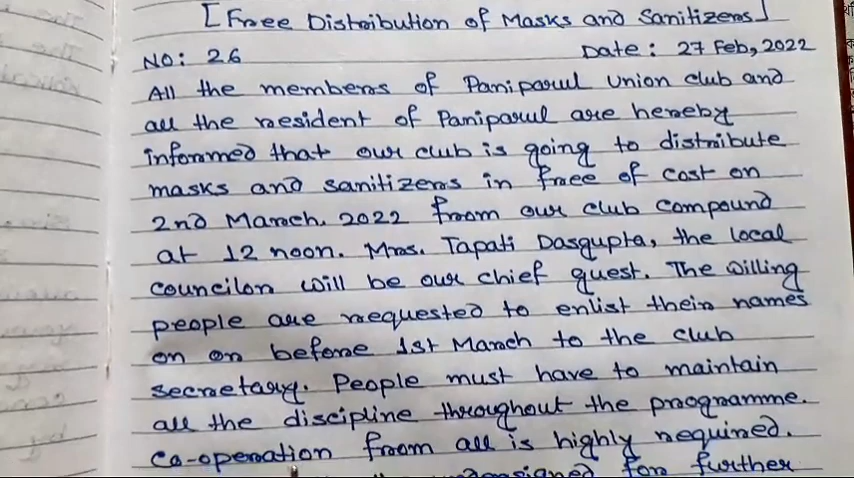 [Free Distribution of Masks and Sanitizers]
NO: 26 Date: 27 Feb, 2022
All the members of Paniparul Union club and
all the resident of Paniparul are hereby
informed that our club is going to distribute
masks and sanitizers in free of cost on
2nd March. 2022 from our club compound
at 12 noon. Mrs. Tapati Dasgupta, the local
councilor will be our chief guest. The willing
people are requested to enlist their names
on or before 1st March to the club
secretary. People must have to maintain
all the discipline throughout the programme.
Co-operation from all is highly required.
for further